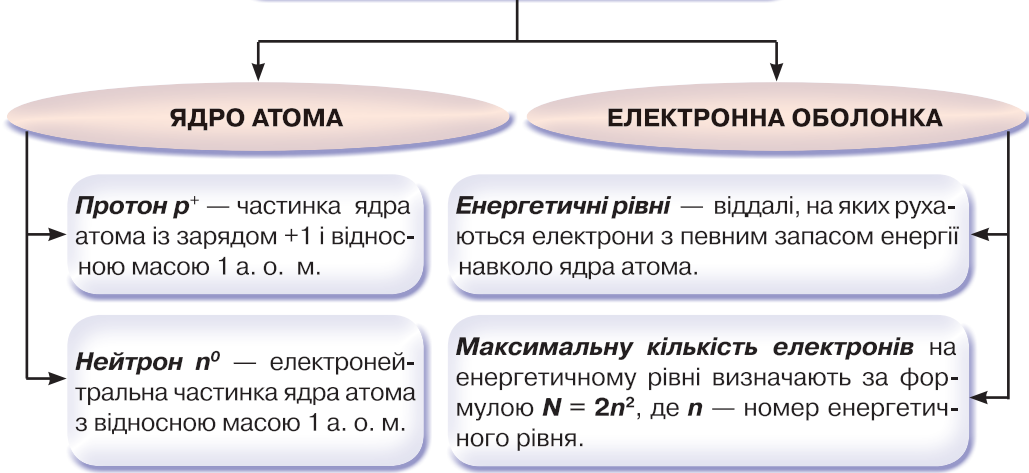 ЯДРО АТОМА
Протон p⁺ — частинка ядра
атома із зарядом +1 і віднос-
ною масою 1 а. о. м.
Нейтрон n⁰ — електроней-
тральна частинка ядра атома
з відносною масою 1 а. о. м.
ЕЛЕКТРОННА ОБОЛОНКА
Енергетичні рівні — віддалі, на яких руха-
ються електрони з певним запасом енергії
навколо ядра атома.
Максимальну кількість електронів на
енергетичному рівні визначають за фор-
мулою N = 2n², де n — номер енергетич-
ного рівня.